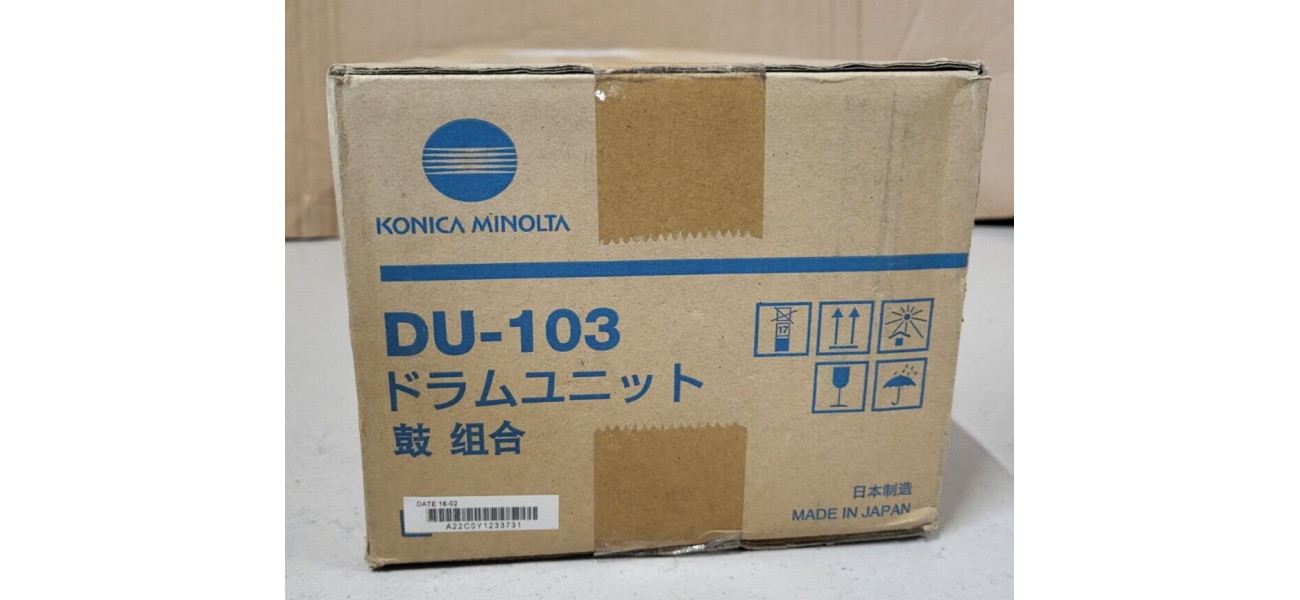 KONICA MINOLTA
DU-103
ドラムユニット
鼓 组合
17
DATE 16-02
A22C0Y1233731
日本制造
MADE IN JAPAN